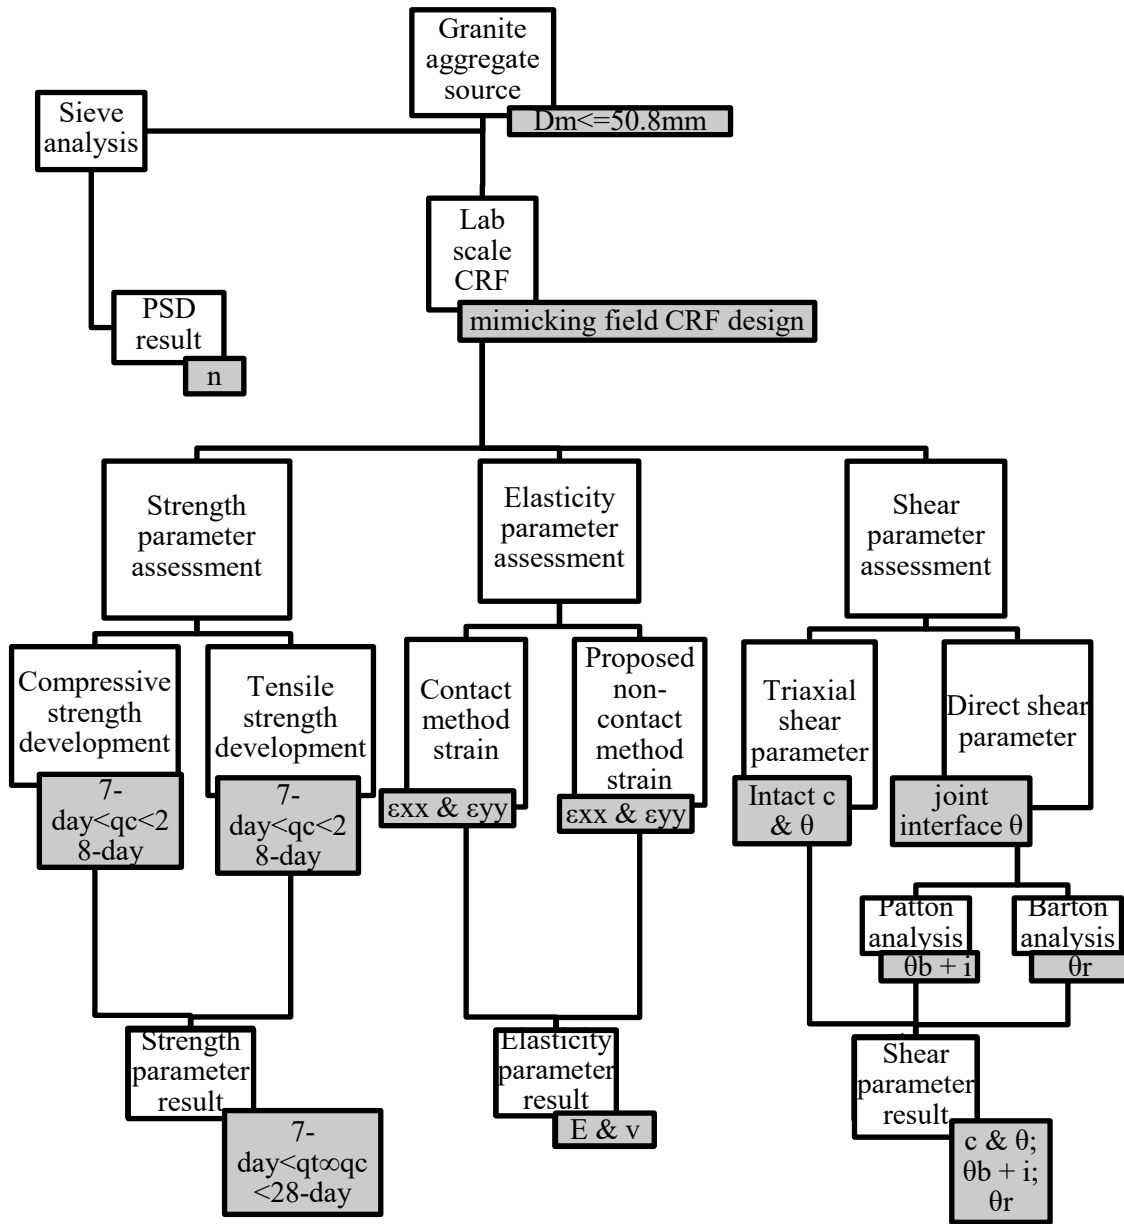 Granite
aggregate
source
Dm<=50.8mm
Sieve
analysis
Lab
scale
CRF
mimicking field CRF design
PSD
result
n
Strength
parameter
assessment
Elasticity
parameter
assessment
Shear
parameter
assessment
Compressive
strength
development
7-
day<qc<2
8-day
Tensile
strength
development
7-
day<qc<2
8-day
Contact
method
strain
εxx & εyy
Proposed
non-
contact
method
strain
εxx & εyy
Triaxial
shear
parameter
Intact c
& θ
Direct shear
parameter
joint
interface θ
Patton
analysis
θb + i
Barton
analysis
θr
Strength
parameter
result
7-
day<qt∞qc
<28-day
Elasticity
parameter
result
E & v
Shear
parameter
result
c & θ;
θb + i;
θr